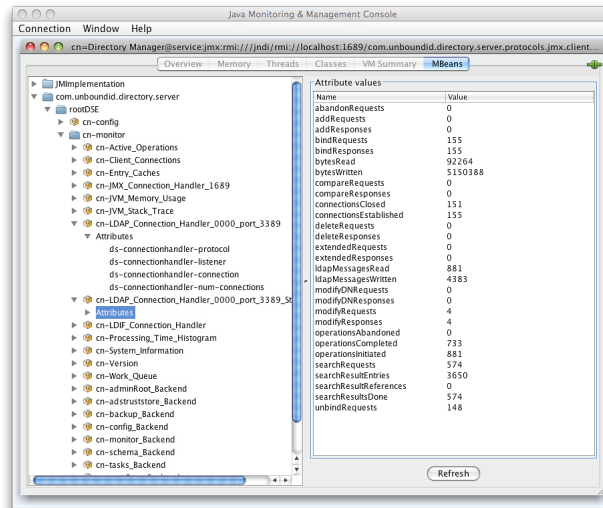 Java Monitoring & Management Console
Connection Window Help
cn=Directory Manager@service:jmx:rmi:///jndi/rmi://localhost:1689/com.unboundid.directory.server.protocols.jmx.client...
Overview Memory Threads Classes VM Summary MBeans
JMImplementation
com.unboundid.directory.server
rootDSE
cn-config
cn-monitor
cn-Active_Operations
cn-Client_Connections
cn-Entry_Caches
cn-JMX_Connection_Handler_1689
cn-JVM_Memory_Usage
cn-JVM_Stack_Trace
cn-LDAP_Connection_Handler_0000_port_3389
Attributes
ds-connectionhandler-protocol
ds-connectionhandler-listener
ds-connectionhandler-connection
ds-connectionhandler-num-connections
cn-LDAP_Connection_Handler_0000_port_3389_St
Attributes
cn-LDIF_Connection_Handler
cn-Processing_Time_Histogram
cn-System_Information
cn-Version
cn-Work_Queue
cn-adminRoot_Backend
cn-adstruststore_Backend
cn-backup_Backend
cn-config_Backend
cn-monitor_Backend
cn-schema_Backend
cn-tasks_Backend
Attribute values
Name Value
abandonRequests 0
addRequests 0
addResponses 0
bindRequests 155
bindResponses 155
bytesRead 92264
bytesWritten 5150388
compareRequests 0
compareResponses 0
connectionsClosed 151
connectionsEstablished 155
deleteRequests 0
deleteResponses 0
extendedRequests 0
extendedResponses 0
ldapMessagesRead 881
ldapMessagesWritten 4383
modifyDNRequests 0
modifyDNResponses 0
modifyRequests 4
modifyResponses 4
operationsAbandoned 0
operationsCompleted 733
operationsInitiated 881
searchRequests 574
searchResultEntries 3650
searchResultReferences 0
searchResultsDone 574
unbindRequests 148
Refresh